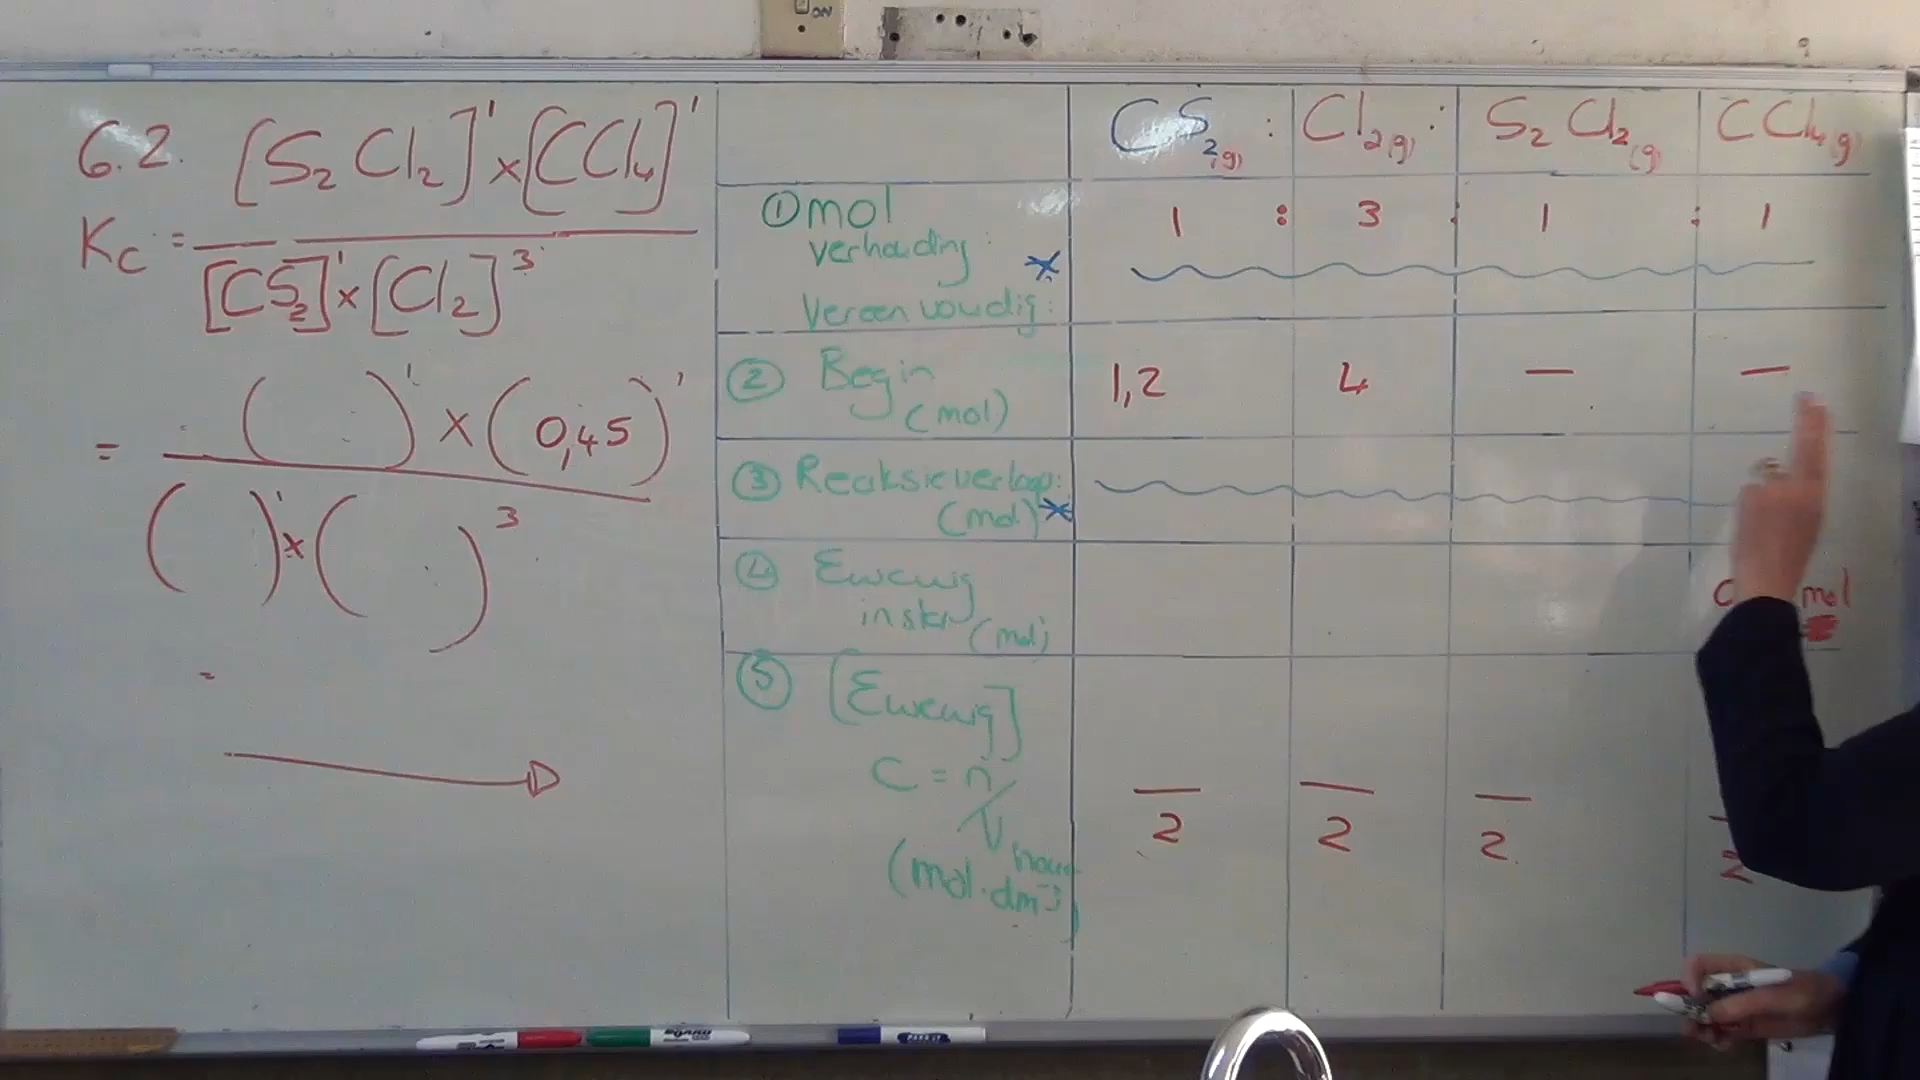 ON
6.2.
[S₂Cl₂]¹ x [CCl₄]¹
Kc =
[CS₂]¹ x [Cl₂]³
= ( )¹ x (0,45)¹
( )¹ x ( )³
=
CS₂(g) : Cl₂(g) : S₂Cl₂(g) CCl₄(g)
① mol
verhouding :
Vereenvoudig:
1 : 3 : 1 : 1
② Begin
(mol)
1,2 4 — —
③ Reaksieverloop:
(mol)
④ Ewewig
(mol)
mol
⑤ [Ewewig]
C = n/V
(mol.dm⁻³)
2 2 2 2